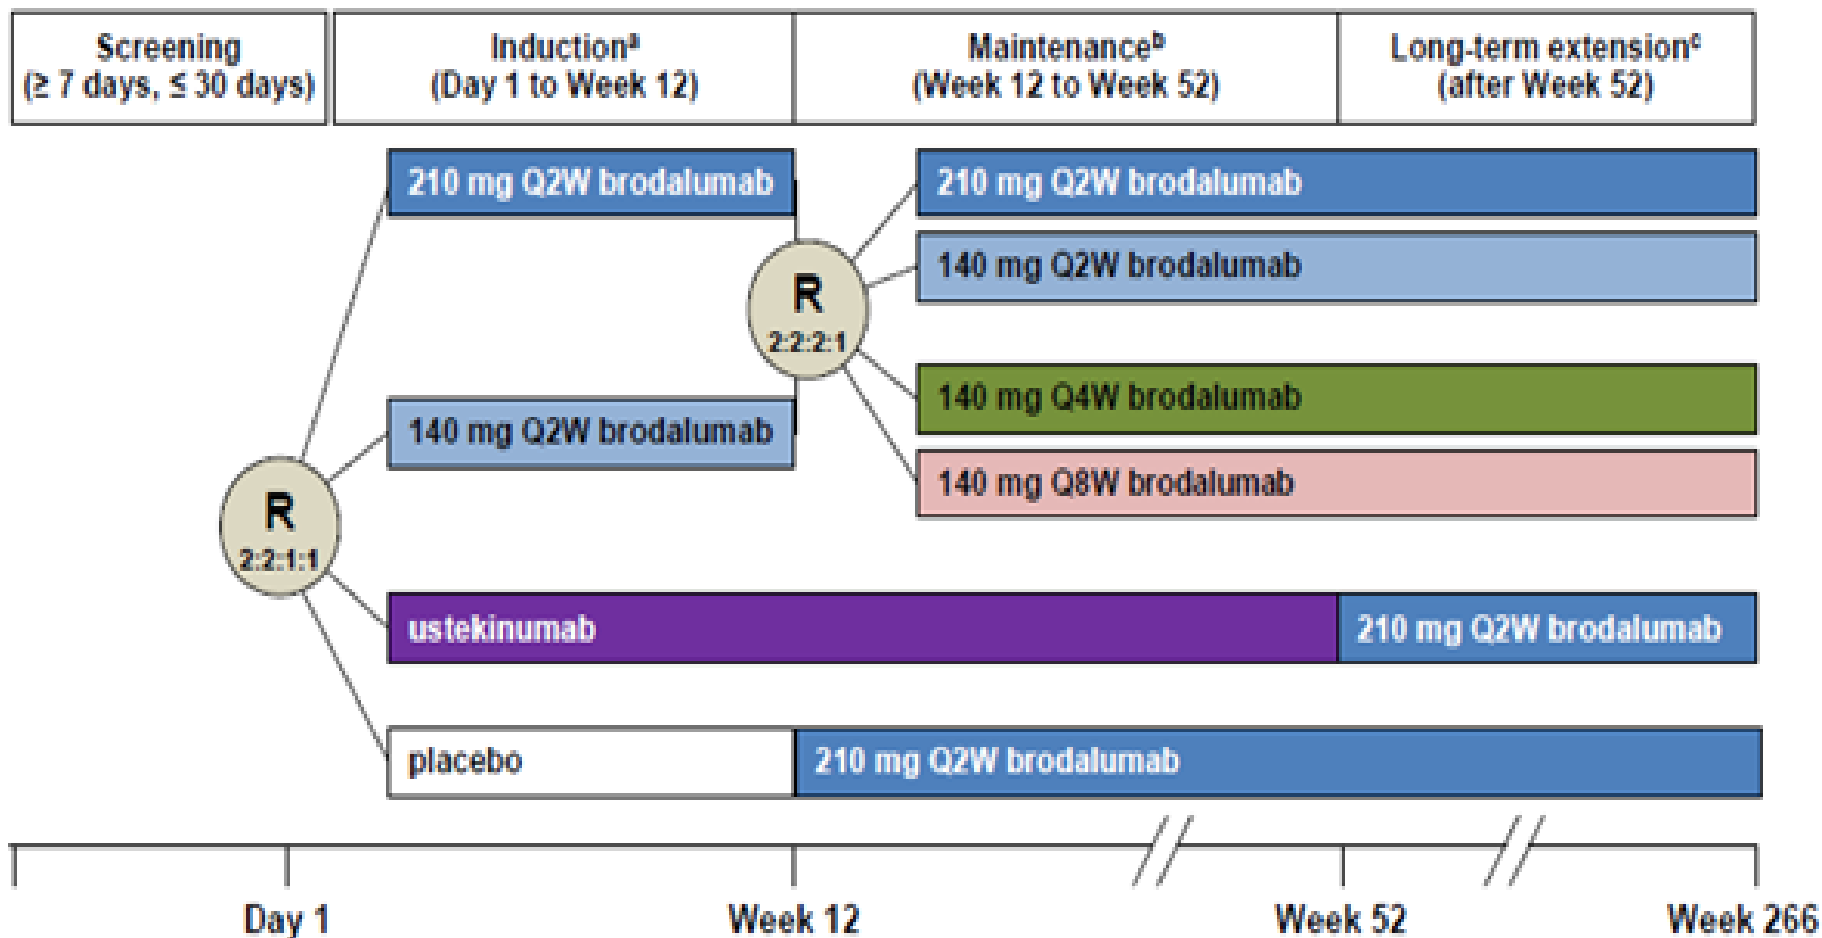 Screening
(≥ 7 days, ≤ 30 days)
Inductionᵃ
(Day 1 to Week 12)
Maintenanceᵇ
(Week 12 to Week 52)
Long-term extensionᶜ
(after Week 52)
210 mg Q2W brodalumab
210 mg Q2W brodalumab
140 mg Q2W brodalumab
R
2:2:2:1
140 mg Q4W brodalumab
140 mg Q2W brodalumab
140 mg Q8W brodalumab
R
2:2:1:1
ustekinumab
210 mg Q2W brodalumab
placebo
210 mg Q2W brodalumab
Day 1
Week 12
Week 52
Week 266